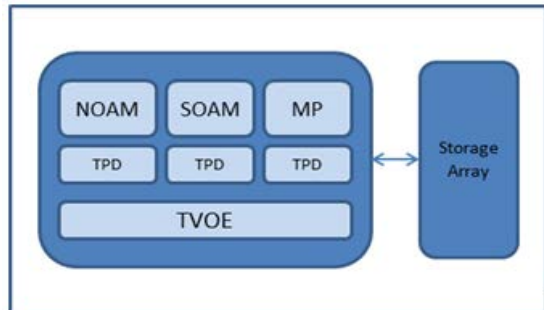 NOAM SOAM MP
TPD TPD TPD
TVOE
Storage
Array